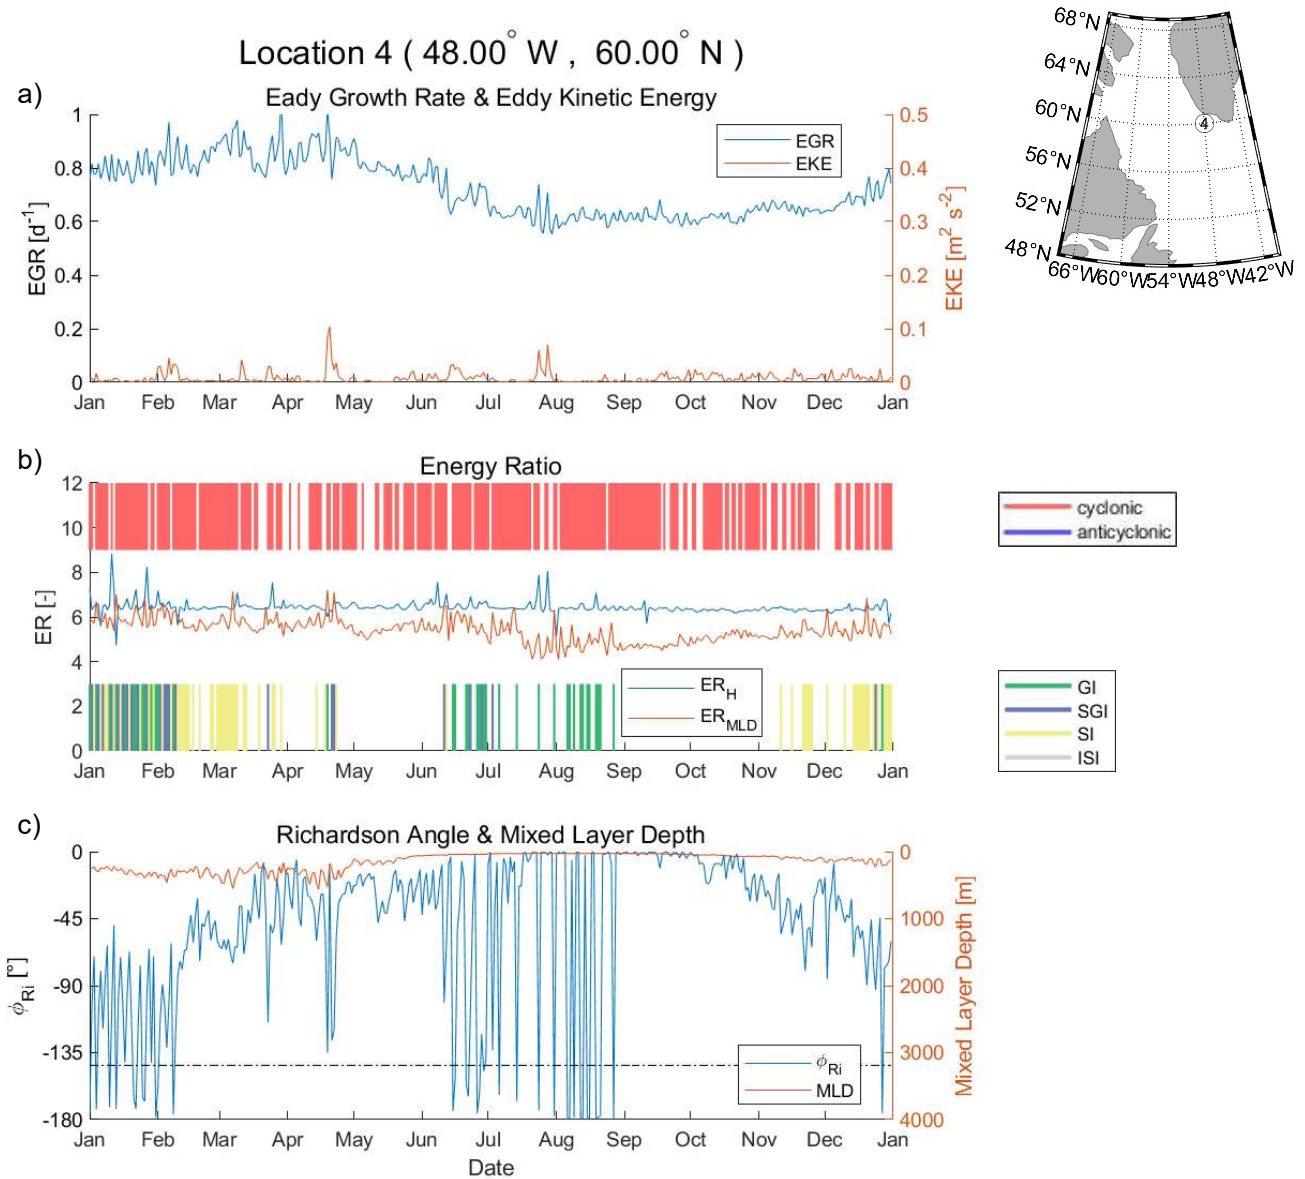 Location 4 ( 48.00° W , 60.00° N )
a)
Eady Growth Rate & Eddy Kinetic Energy
1
0.8
0.6
0.4
0.2
0
EGR [d⁻¹]
EGR
EKE
0.5
0.4
0.3
0.2
0.1
0
EKE [m² s⁻²]
Jan Feb Mar Apr May Jun Jul Aug Sep Oct Nov Dec Jan
68°N
64°N
60°N
56°N
52°N
48°N
66°W 60°W 54°W 48°W 42°W
4
b)
Energy Ratio
12
10
8
6
4
2
0
ER [-]
ER_H
ER_MLD
Jan Feb Mar Apr May Jun Jul Aug Sep Oct Nov Dec Jan
cyclonic
anticyclonic
GI
SGI
SI
ISI
c)
Richardson Angle & Mixed Layer Depth
0
-45
-90
-135
-180
ϕ_Ri [°]
ϕ_Ri
MLD
0
1000
2000
3000
4000
Mixed Layer Depth [m]
Jan Feb Mar Apr May Jun Jul Aug Sep Oct Nov Dec Jan
Date